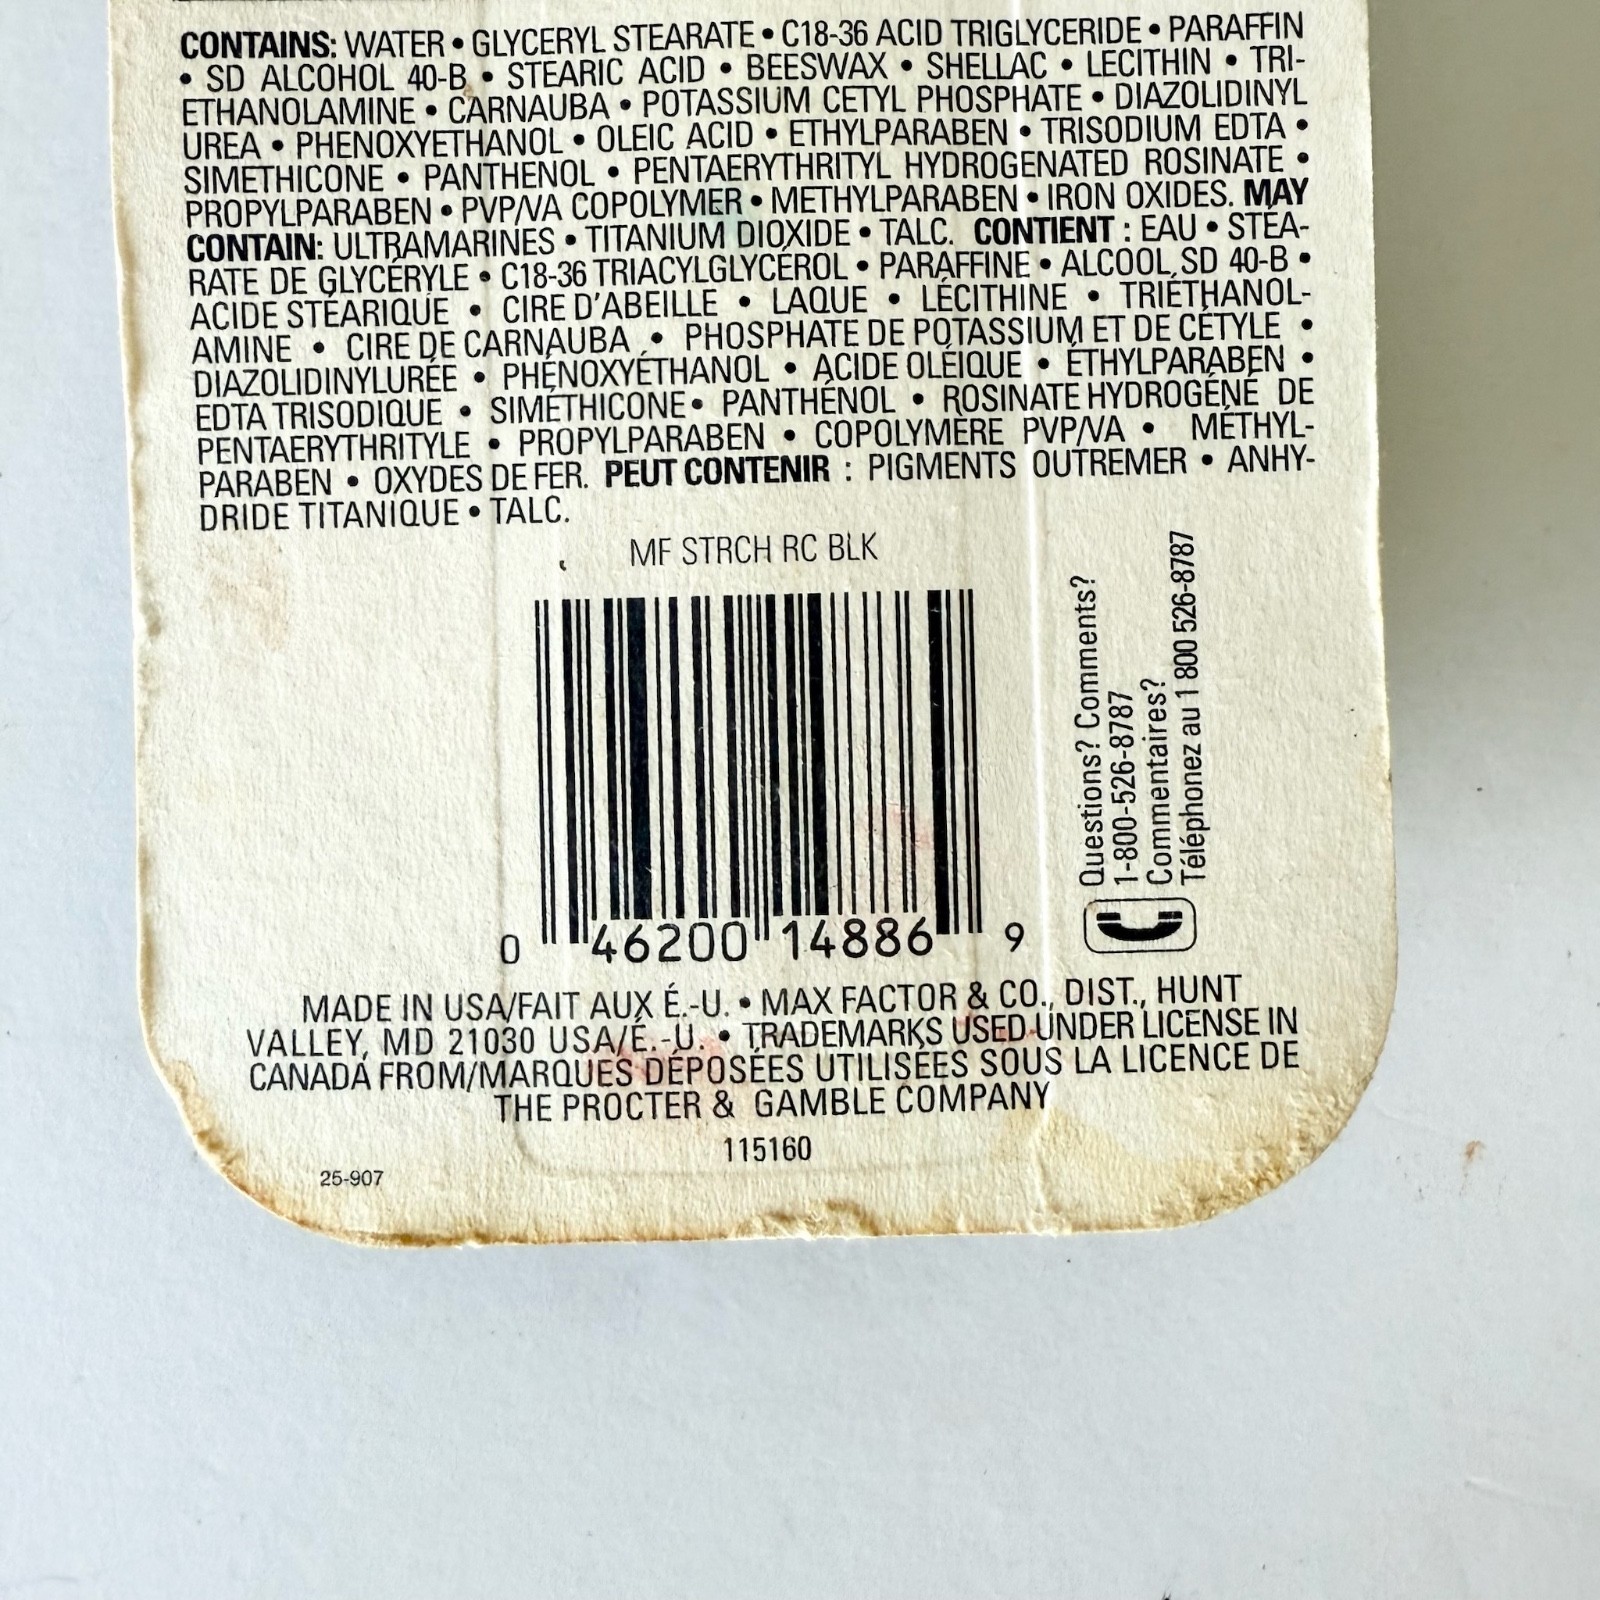 CONTAINS: WATER • GLYCERYL STEARATE • C18-36 ACID TRIGLYCERIDE • PARAFFIN
• SD ALCOHOL 40-B • STEARIC ACID • BEESWAX • SHELLAC • LECITHIN • TRI-
ETHANOLAMINE • CARNAUBA • POTASSIUM CETYL PHOSPHATE • DIAZOLIDINYL
UREA • PHENOXYETHANOL • OLEIC ACID • ETHYLPARABEN • TRISODIUM EDTA •
SIMETHICONE • PANTHENOL • PENTAERYTHRITYL HYDROGENATED ROSINATE •
PROPYLPARABEN • PVP/VA COPOLYMER • METHYLPARABEN • IRON OXIDES. MAY
CONTAIN: ULTRAMARINES • TITANIUM DIOXIDE • TALC. CONTIENT : EAU • STÉA-
RATE DE GLYCÉRYLE • C18-36 TRIACYLGLYCÉROL • PARAFFINE • ALCOOL SD 40-B •
ACIDE STÉARIQUE • CIRE D'ABEILLE • LAQUE • LÉCITHINE • TRIÉTHANOL-
AMINE • CIRE DE CARNAUBA • PHOSPHATE DE POTASSIUM ET DE CÉTYLE •
DIAZOLIDINYLURÉE • PHÉNOXYÉTHANOL • ACIDE OLÉIQUE • ÉTHYLPARABEN •
EDTA TRISODIQUE • SIMÉTHICONE • PANTHÉNOL • ROSINATE HYDROGÉNÉ DE
PENTAERYTHRITYLE • PROPYLPARABEN • COPOLYMÈRE PVP/VA • MÉTHYL-
PARABEN • OXYDES DE FER. PEUT CONTENIR : PIGMENTS OUTREMER • ANHY-
DRIDE TITANIQUE • TALC.
MF STRCH RC BLK
0 46200 14886 9
Questions? Comments?
1-800-526-8787
Commentaires?
Téléphonez au 1 800 526-8787
MADE IN USA/FAIT AUX É.-U. • MAX FACTOR & CO., DIST., HUNT
VALLEY, MD 21030 USA/É.-U. • TRADEMARKS USED UNDER LICENSE IN
CANADA FROM/MARQUES DÉPOSÉES UTILISÉES SOUS LA LICENCE DE
THE PROCTER & GAMBLE COMPANY
115160
25-907